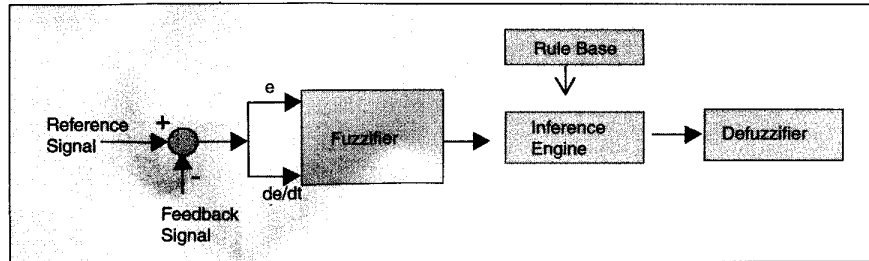 Rule Base
e
+
Reference
Signal
Fuzzifier
Inference
Engine
Defuzzifier
-
de/dt
Feedback
Signal